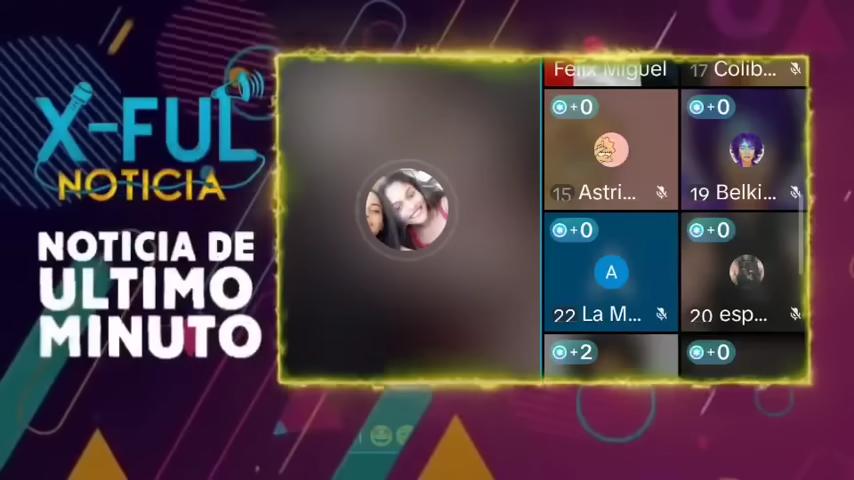 X-FUL
NOTICIA
NOTICIA DE
ULTIMO
MINUTO
Felix Miguel
17 Colib...
+0
+0
15 Astri...
19 Belki...
+0
+0
A
22 La M...
20 esp...
+2
+0